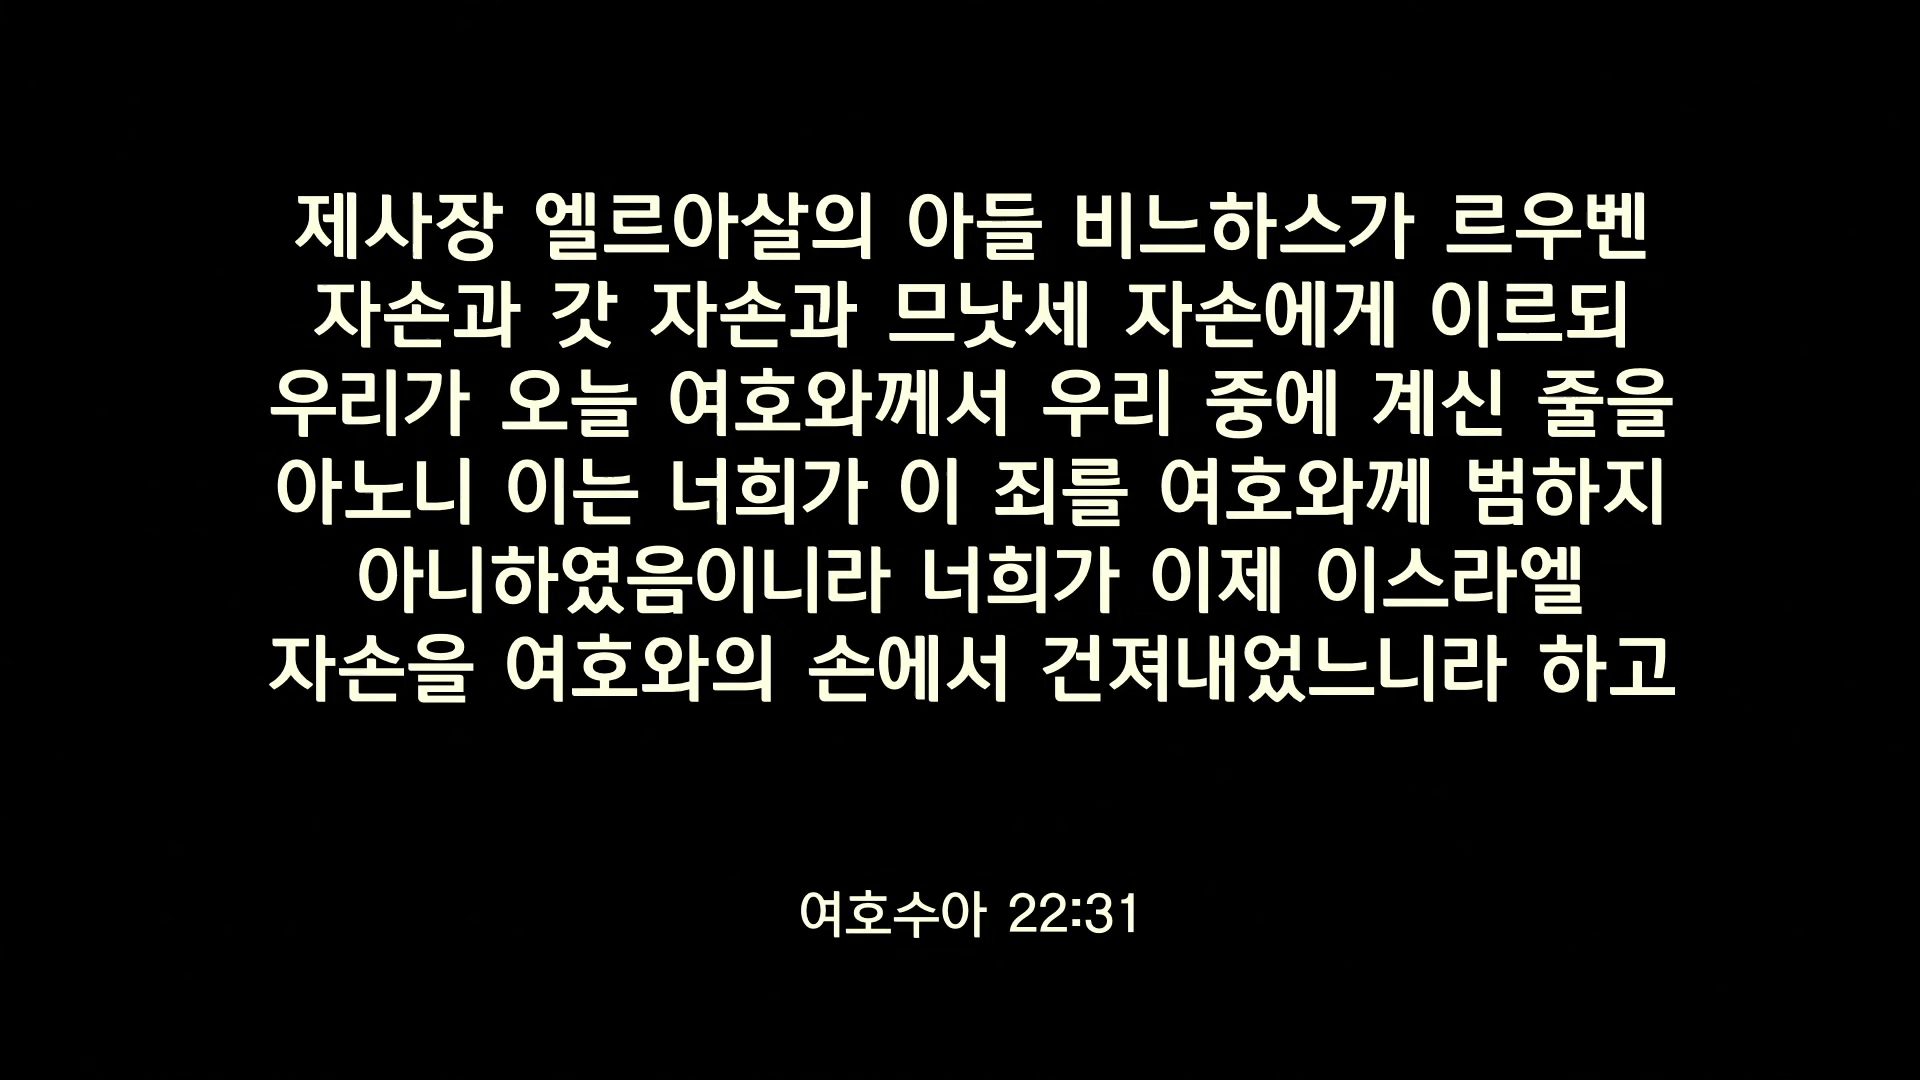 제사장 엘르아살의 아들 비느하스가 르우벤
자손과 갓 자손과 므낫세 자손에게 이르되
우리가 오늘 여호와께서 우리 중에 계신 줄을
아노니 이는 너희가 이 죄를 여호와께 범하지
아니하였음이니라 너희가 이제 이스라엘
자손을 여호와의 손에서 건져내었느니라 하고
여호수아 22:31